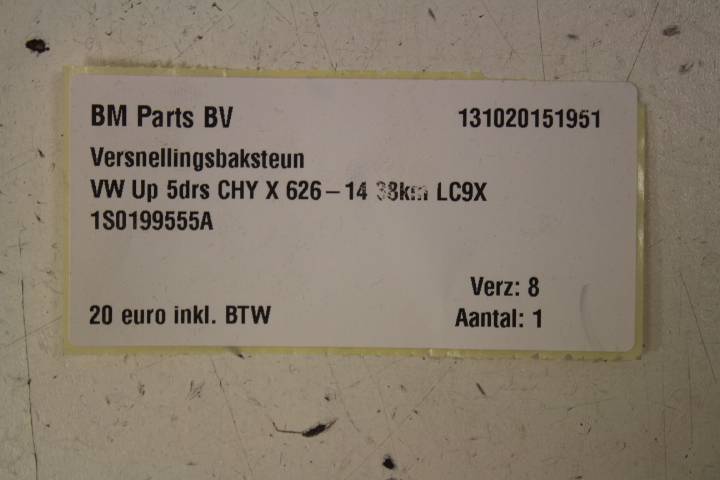 BM Parts BV 131020151951
Versnellingsbaksteun
VW Up 5drs CHY X 626-14 38km LC9X
1S0199555A
Verz: 8
20 euro inkl. BTW Aantal: 1